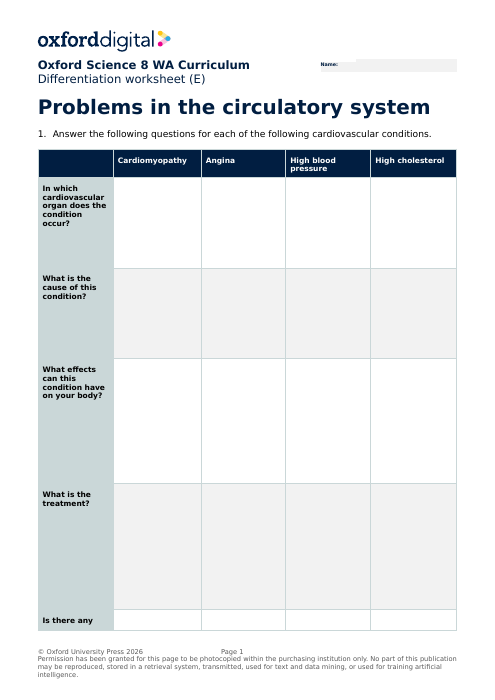 oxforddigital
Oxford Science 8 WA Curriculum
Name:
Differentiation worksheet (E)
Problems in the circulatory system
1. Answer the following questions for each of the following cardiovascular conditions.
Cardiomyopathy
Angina
High blood
pressure
High cholesterol
In which
cardiovascular
organ does the
condition
occur?
What is the
cause of this
condition?
What effects
can this
condition have
on your body?
What is the
treatment?
Is there any
© Oxford University Press 2026 Page 1
Permission has been granted for this page to be photocopied within the purchasing institution only. No part of this publication
may be reproduced, stored in a retrieval system, transmitted, used for text and data mining, or used for training artificial
intelligence.